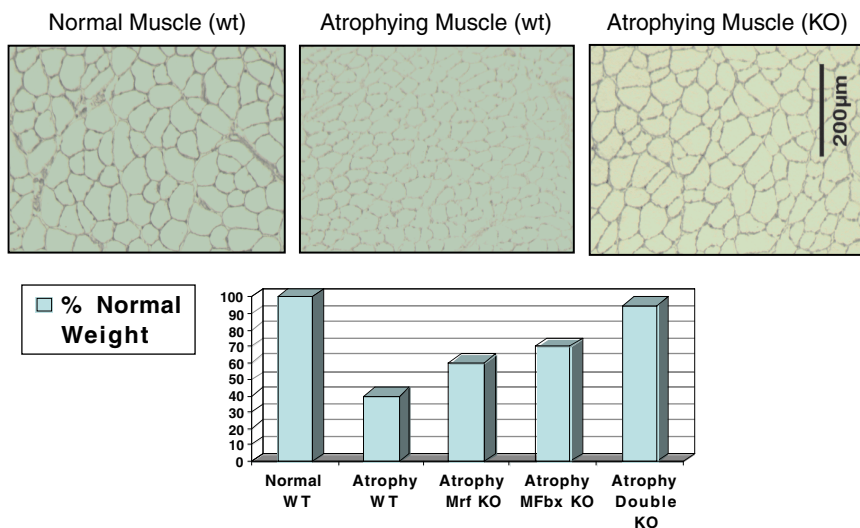 Normal Muscle (wt)
Atrophying Muscle (wt)
Atrophying Muscle (KO)
200µm
% Normal
Weight
100
90
80
70
60
50
40
30
20
10
0
Normal
WT
Atrophy
WT
Atrophy
Mrf KO
Atrophy
MFbx KO
Atrophy
Double
KO